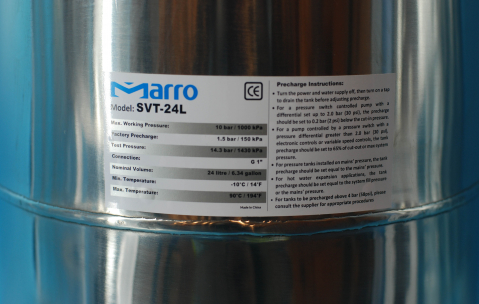 Marro
CE
Model: SVT-24L
Max. Working Pressure:
10 bar / 1000 kPa
Factory Precharge:
1.5 bar / 150 kPa
Test Pressure:
14.3 bar / 1430 kPa
Connection:
G 1"
Nominal Volume:
24 litre / 6.34 gallon
Min. Temperature:
-10°C / 14°F
Max. Temperature:
90°C / 194°F
Made in China
Precharge Instructions:
• Turn the power and water supply off, then turn on a tap
to drain the tank before adjusting precharge.
• For a pressure switch controlled pump with a
differential set up to 2.0 bar (30 psi), the precharge
should be set to 0.2 bar (3 psi) below the cut-in pressure.
• For a pump controlled by a pressure switch with a
pressure differential greater than 2.0 bar (30 psi),
electronic controls or variable speed controls, the tank
precharge should be set to 64% of cut-out or max system
pressure.
• For pressure tanks installed on mains' pressure, the tank
precharge should be set equal to the mains' pressure.
• For hot water expansion applications, the tank
precharge should be set equal to the system fill pressure
or the mains' pressure.
• For tanks to be precharged above 4 bar (58psi), please
consult the supplier for appropriate procedures